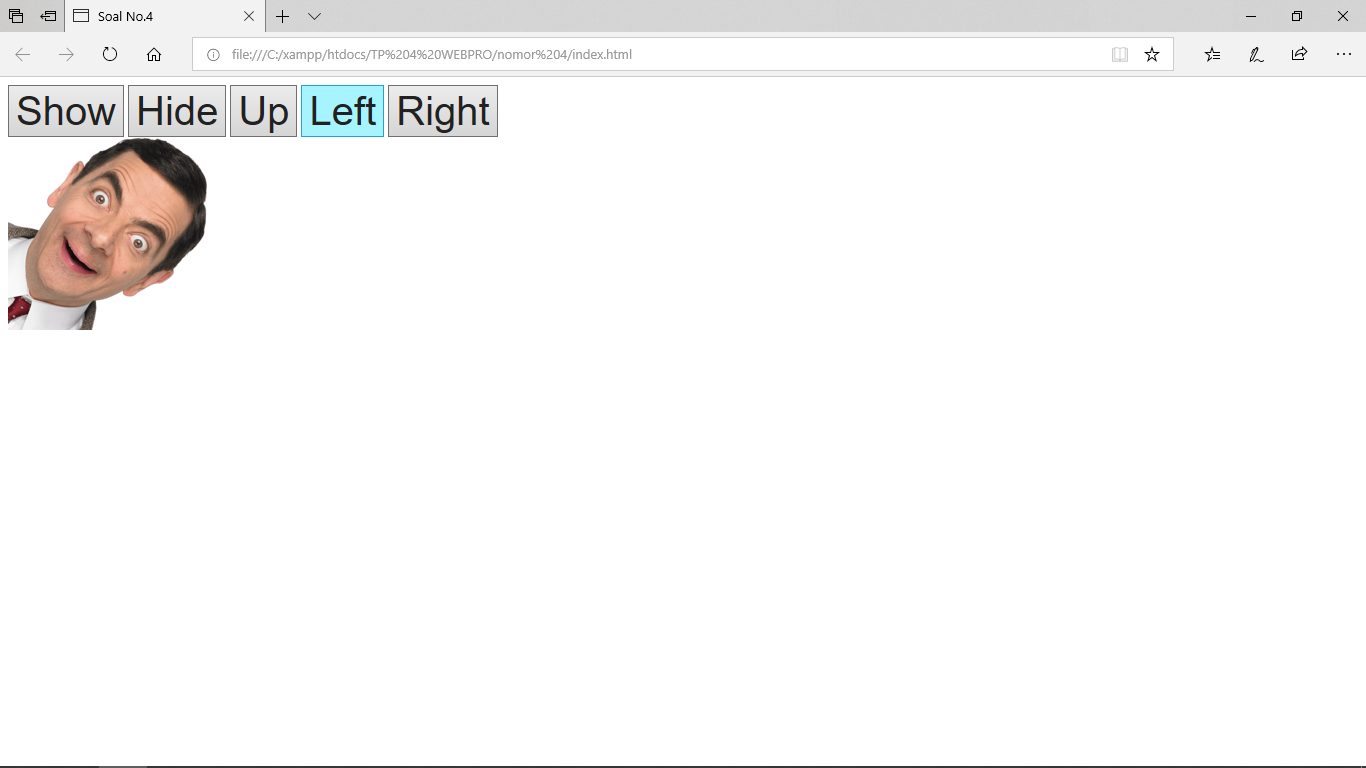 Soal No.4
file:///C:/xampp/htdocs/TP%204%20WEBPRO/nomor%204/index.html
Show Hide Up Left Right